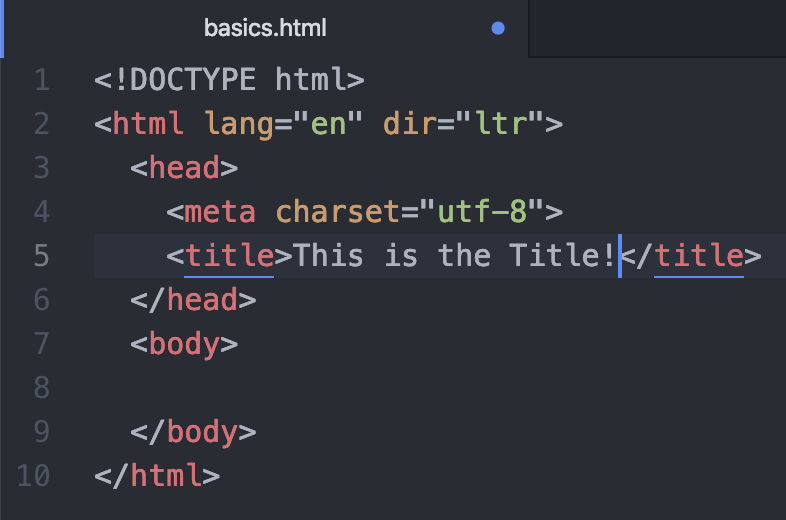 basics.html
1 <!DOCTYPE html>
2 <html lang="en" dir="ltr">
3   <head>
4     <meta charset="utf-8">
5     <title>This is the Title!</title>
6   </head>
7   <body>
8
9   </body>
10 </html>